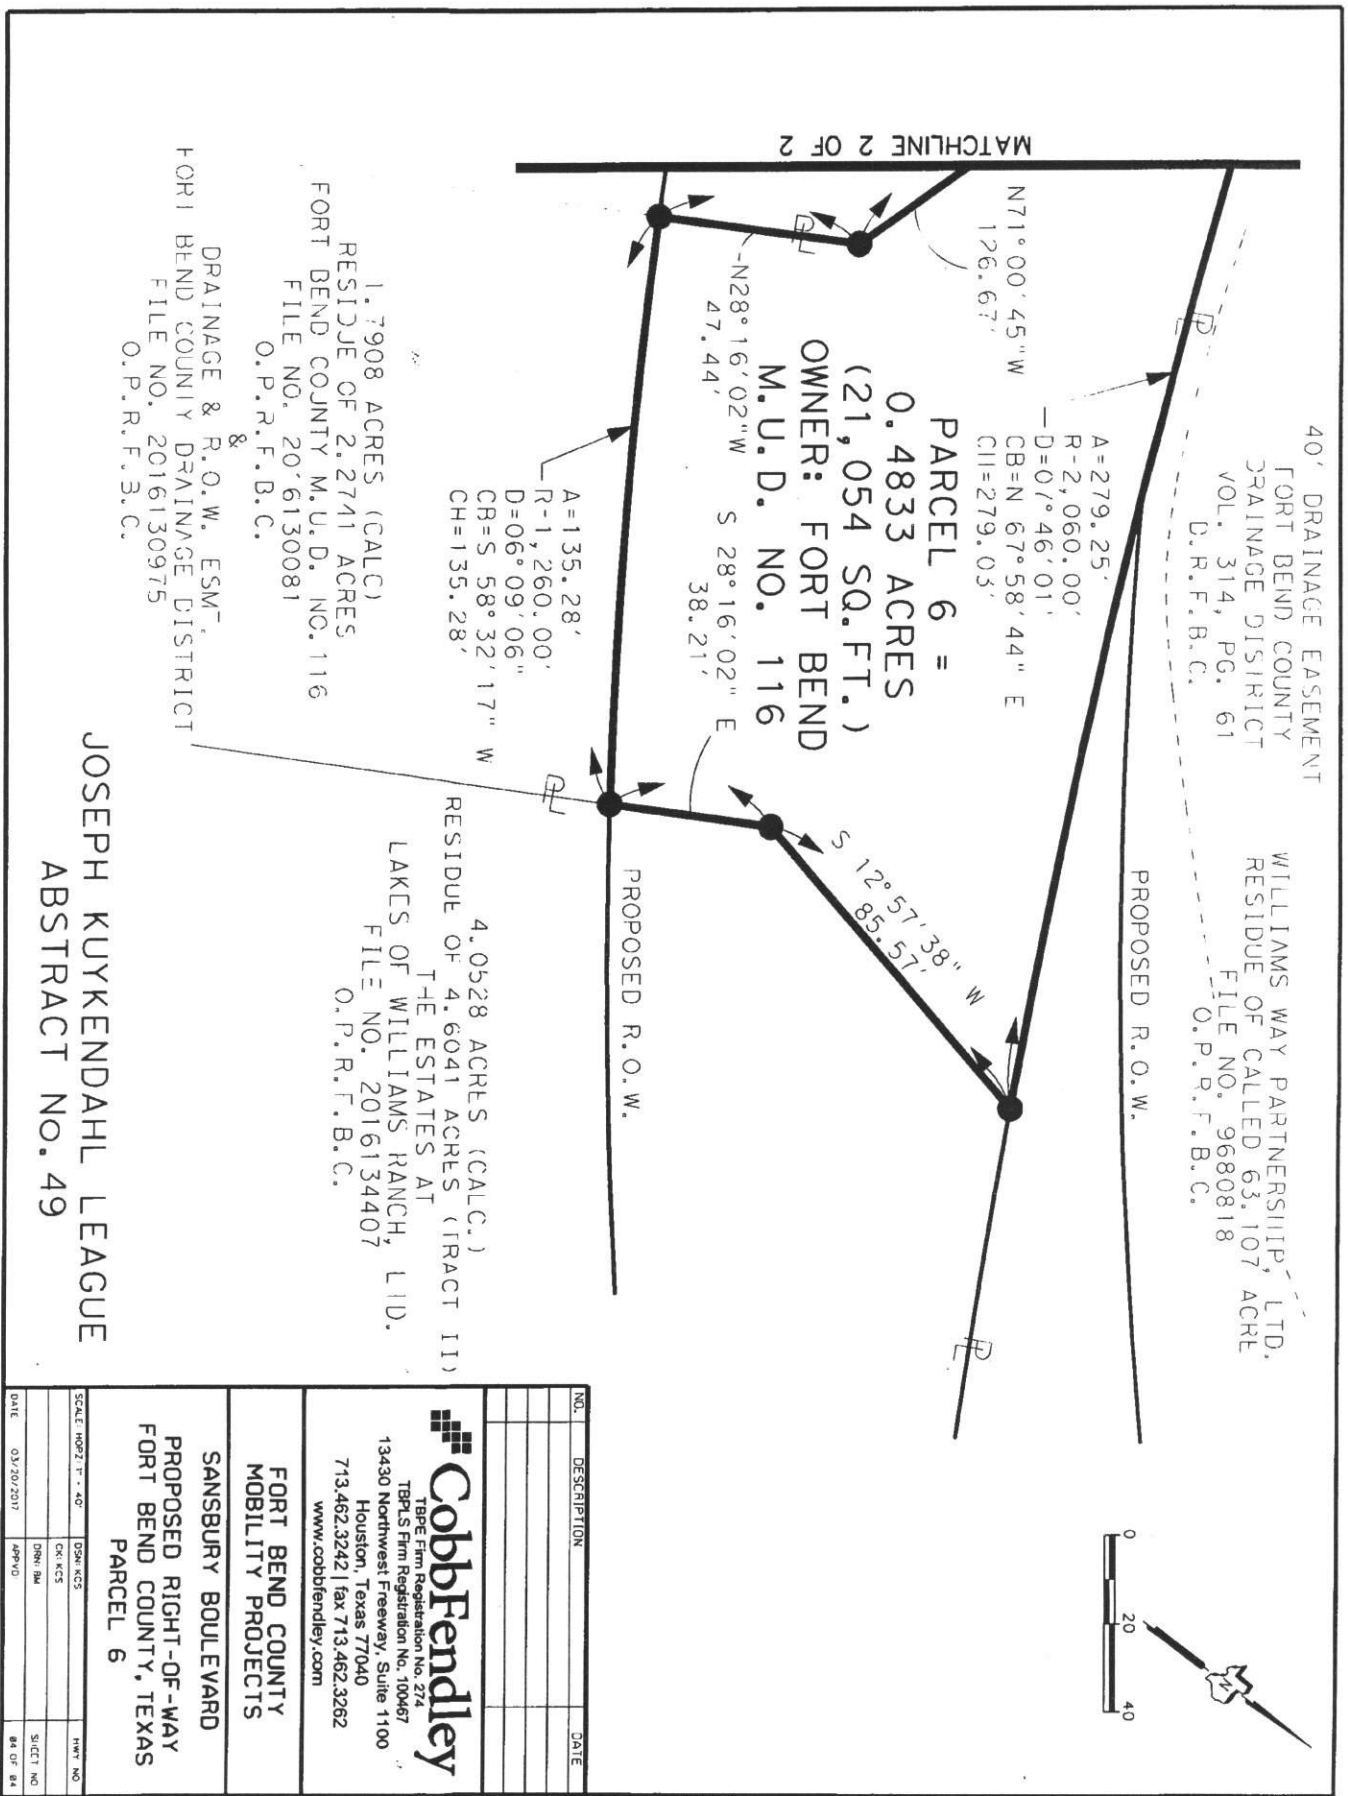 40' DRAINAGE EASEMENT
FORT BEND COUNTY
DRAINAGE DISTRICT
VOL. 314, PG. 61
D.R.F.B.C.
WILLIAMS WAY PARTNERSHIP, LTD.
RESIDUE OF CALLED 63.107 ACRE
FILE NO. 9680818
O.P.R.F.B.C.
PROPOSED R.O.W.
MATCHLINE 2 OF 2
N71°00'45"W
126.67'
A=279.25'
R=2,060.00'
D=07°46'01"
CB=N 67°58'44" E
CH=279.03'
PARCEL 6 =
0.4833 ACRES
(21,054 SQ.FT.)
OWNER: FORT BEND
M.U.D. NO. 116
N28°16'02"W
47.44'
S 28°16'02" E
38.21'
S 12°57'38" W
85.57'
PROPOSED R.O.W.
A=135.28'
R=1,260.00'
D=06°09'06"
CB=S 58°32'17" W
CH=135.28'
1.7908 ACRES (CALC)
RESIDUE OF 2.2741 ACRES
FORT BEND COUNTY M.U.D. NO.116
FILE NO. 2016130081
O.P.R.F.B.C.
&
DRAINAGE & R.O.W. ESMT.
FORT BEND COUNTY DRAINAGE DISTRICT
FILE NO. 2016130975
O.P.R.F.B.C.
4.0528 ACRES (CALC.)
RESIDUE OF 4.6041 ACRES (TRACT II)
THE ESTATES AT
LAKES OF WILLIAMS RANCH, LTD.
FILE NO. 2016134407
O.P.R.F.B.C.
JOSEPH KUYKENDAHL LEAGUE
ABSTRACT No. 49
N
0 20 40
NO. DESCRIPTION DATE
CobbFendley
TBPE Firm Registration No. 274
TBPLS Firm Registration No. 100467
13430 Northwest Freeway, Suite 1100
Houston, Texas 77040
713.462.3242 | fax 713.462.3262
www.cobbfendley.com
FORT BEND COUNTY
MOBILITY PROJECTS
SANSBURY BOULEVARD
PROPOSED RIGHT-OF-WAY
FORT BEND COUNTY, TEXAS
PARCEL 6
SCALE: HORZ: 1" = 40' DSN: KCS HWY NO
CK: KCS
DRN: RM SHEET NO
DATE 03/20/2017 APPVD: 04 OF 04